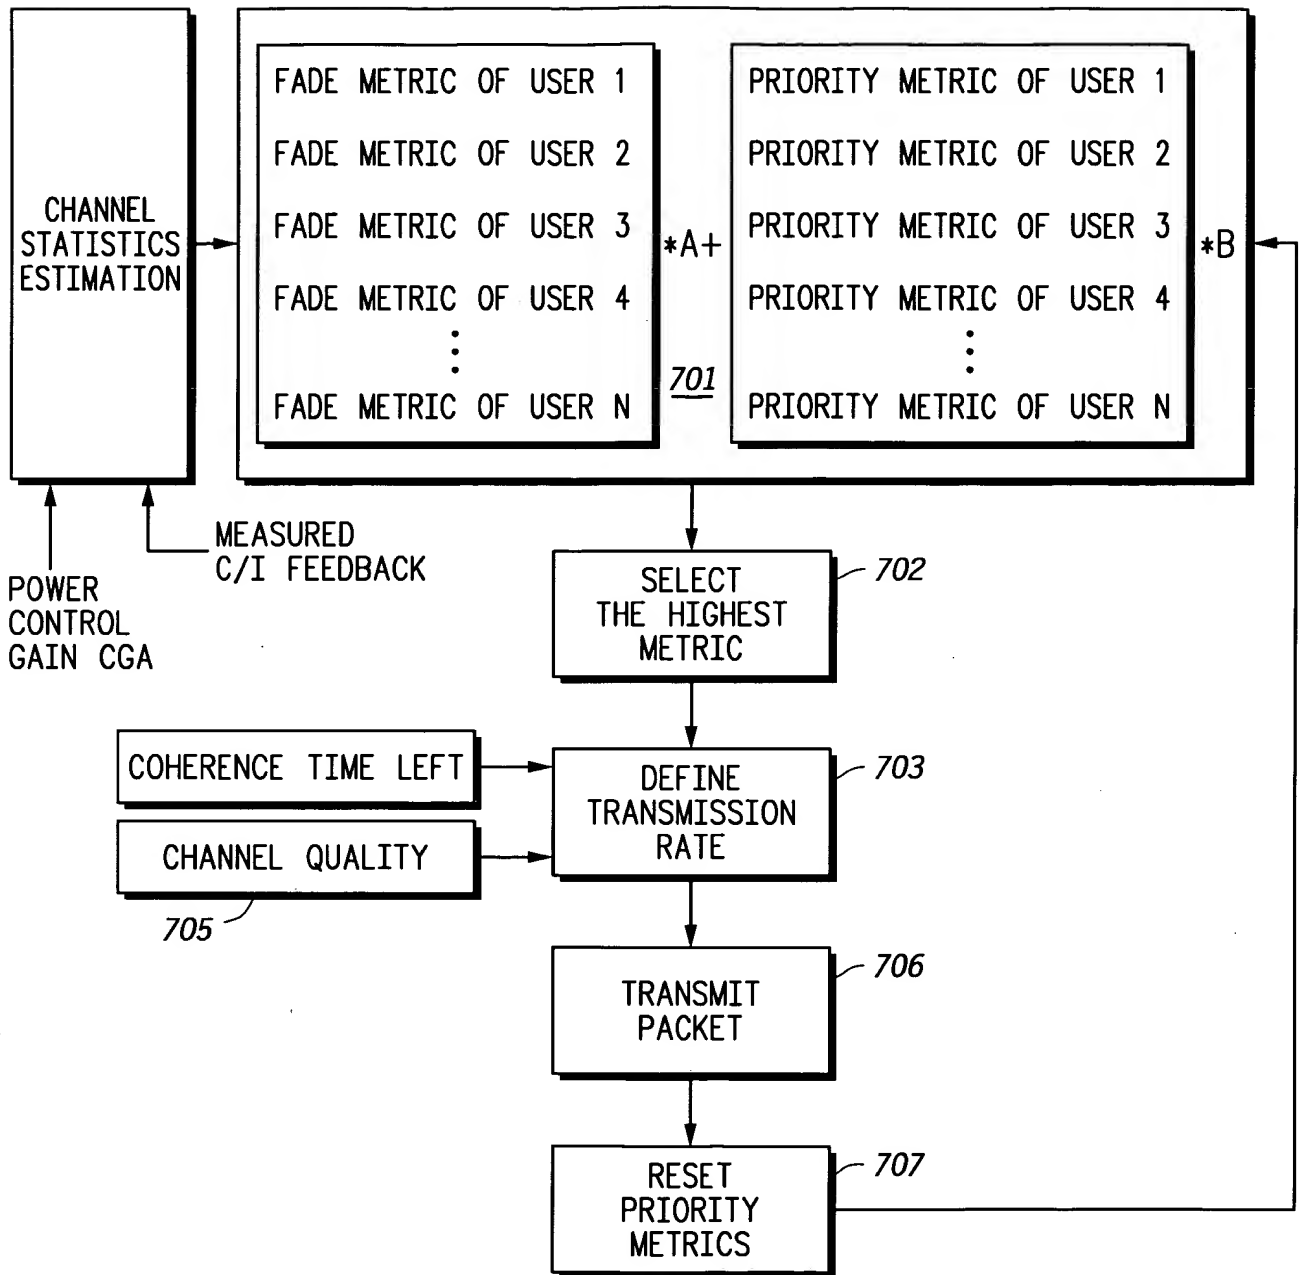 CHANNEL
STATISTICS
ESTIMATION
FADE METRIC OF USER 1
FADE METRIC OF USER 2
FADE METRIC OF USER 3
FADE METRIC OF USER 4
FADE METRIC OF USER N
*A+
701
PRIORITY METRIC OF USER 1
PRIORITY METRIC OF USER 2
PRIORITY METRIC OF USER 3
PRIORITY METRIC OF USER 4
PRIORITY METRIC OF USER N
*B
MEASURED
C/I FEEDBACK
POWER
CONTROL
GAIN CGA
SELECT
THE HIGHEST
METRIC
702
COHERENCE TIME LEFT
CHANNEL QUALITY
705
DEFINE
TRANSMISSION
RATE
703
TRANSMIT
PACKET
706
RESET
PRIORITY
METRICS
707